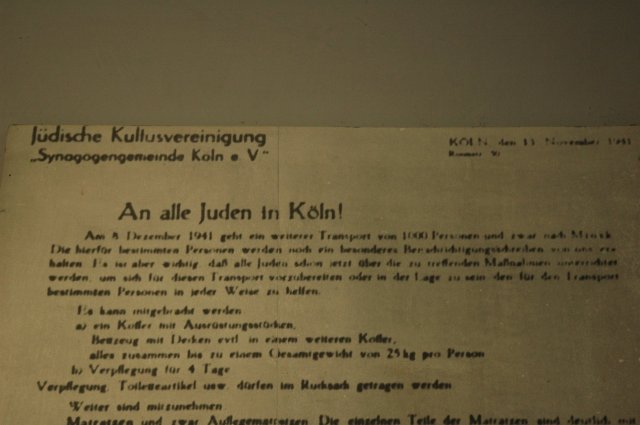 Jüdische Kultusvereinigung
„Synagogengemeinde Köln e V"
KÖLN, den 11 November 1941
An alle Juden in Köln!
Am 8 Dezember 1941 geht ein weiterer Transport von 1000 Personen und zwar nach Minsk
Die hierfür bestimmten Personen werden noch ein besonderes Benachrichtigungsschreiben von uns er-
halten. Es ist aber wichtig, daß alle Juden schon jetzt über die zu treffenden Maßnahmen unterrichtet
werden, um sich für diesen Transport vorzubereiten oder in der Lage zu sein den für den Transport
bestimmten Personen in jeder Weise zu helfen.
Es kann mitgebracht werden
a) ein Koffer mit Ausrüstungsstücken,
Bettzeug mit Decken evtl. in einem weiteren Koffer,
alles zusammen bis zu einem Gesamtgewicht von 25 kg pro Person
b) Verpflegung für 4 Tage
Verpflegung, Toiletteartikel usw. dürfen im Rucksack getragen werden
Weiter sind mitzunehmen
Matratzen und zwar Auflegematratzen. Die einzelnen Teile der Matratzen sind deutlich mit